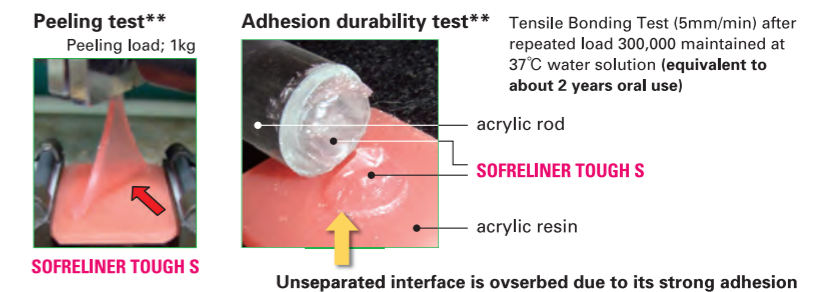 Peeling test**
Peeling load; 1kg
SOFRELINER TOUGH S
Adhesion durability test**
Tensile Bonding Test (5mm/min) after
repeated load 300,000 maintained at
37℃ water solution (equivalent to
about 2 years oral use)
acrylic rod
SOFRELINER TOUGH S
acrylic resin
Unseparated interface is ovserbed due to its strong adhesion